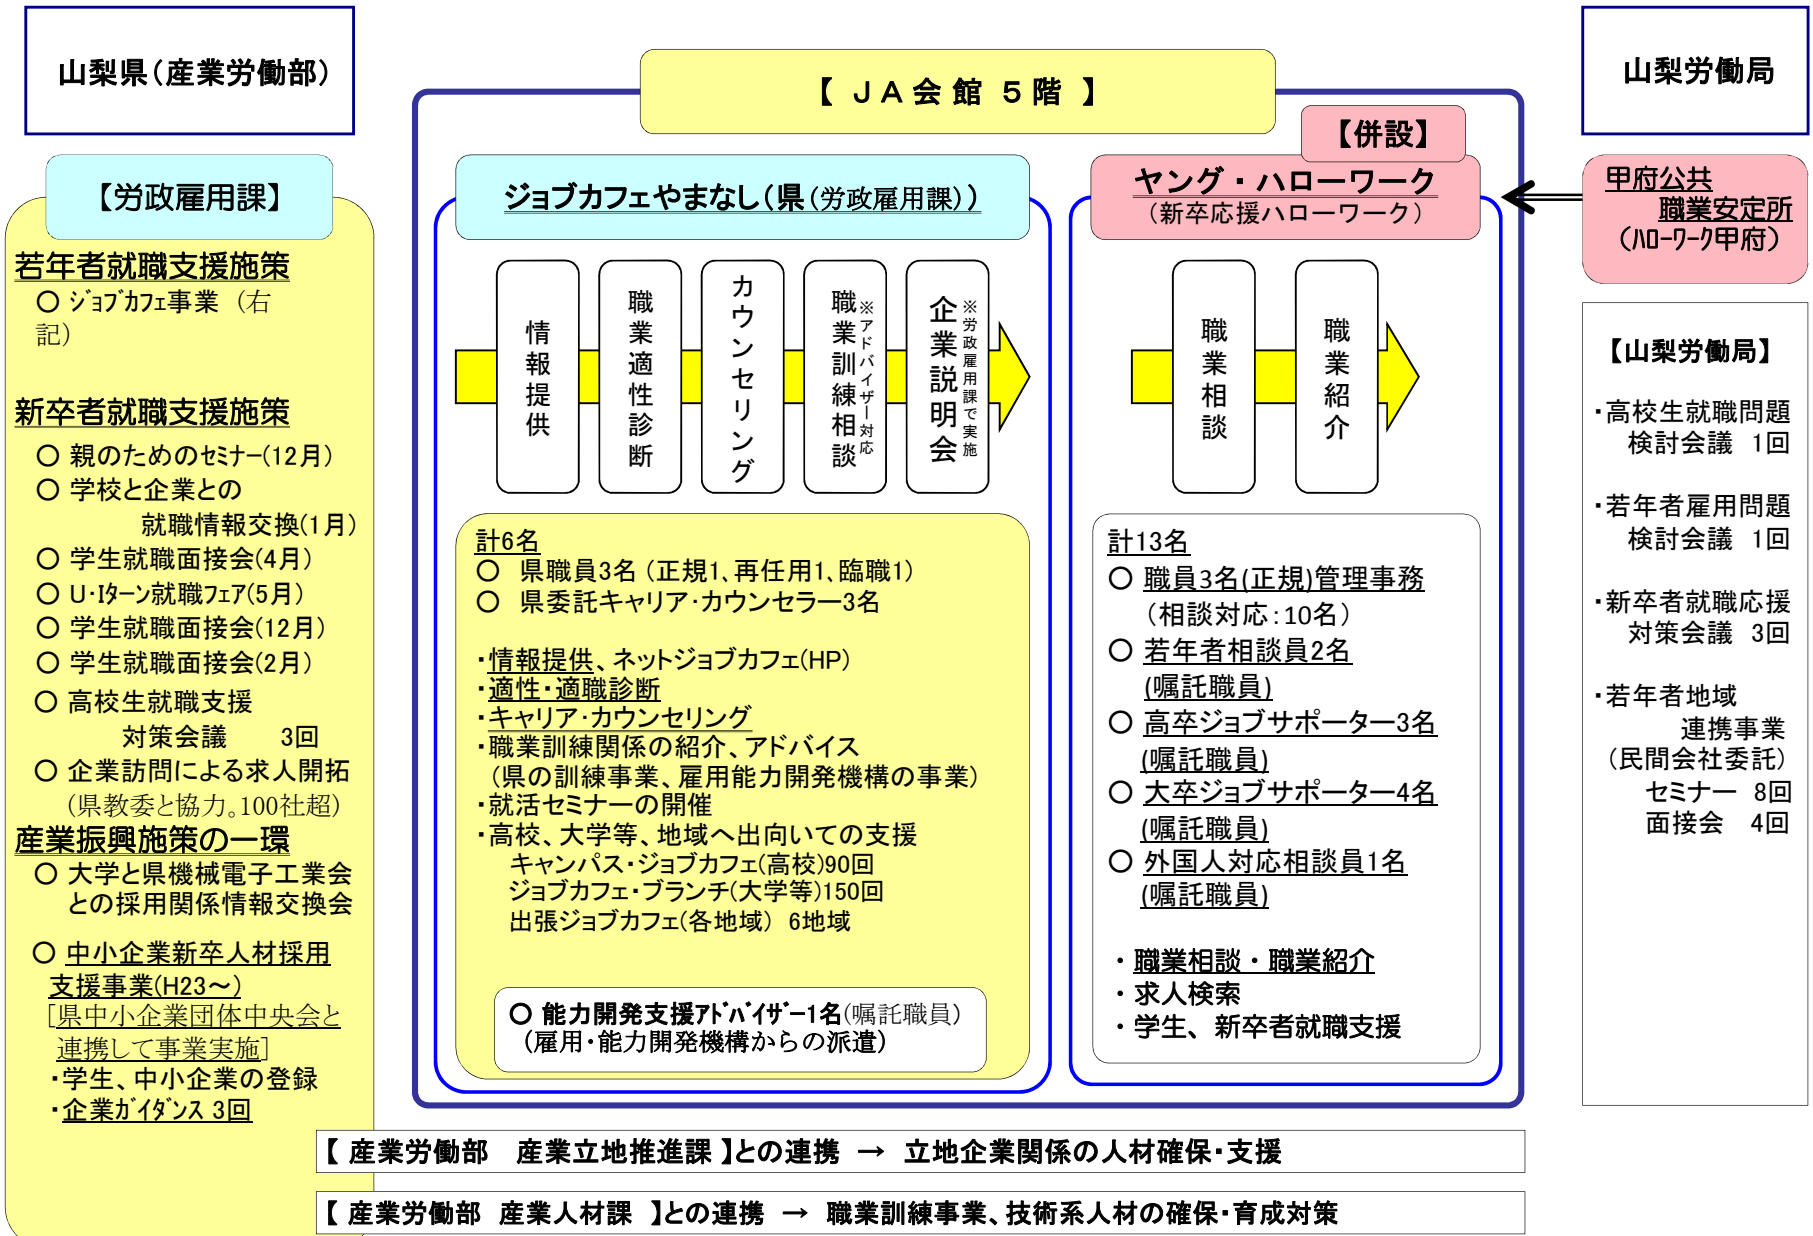 山梨県（産業労働部）
【労政雇用課】
若年者就職支援施策
○ ｼﾞｮﾌﾞｶﾌｪ事業 （右
記）
新卒者就職支援施策
○ 親のためのｾﾐﾅｰ(12月)
○ 学校と企業との
就職情報交換(1月)
○ 学生就職面接会(4月)
○ U･Iﾀｰﾝ就職ﾌｪｱ(5月)
○ 学生就職面接会(12月)
○ 学生就職面接会(2月)
○ 高校生就職支援
対策会議 3回
○ 企業訪問による求人開拓
（県教委と協力。100社超）
産業振興施策の一環
○ 大学と県機械電子工業会
との採用関係情報交換会
○ 中小企業新卒人材採用
支援事業(H23～)
［県中小企業団体中央会と
連携して事業実施］
・学生、中小企業の登録
・企業ｶﾞｲﾀﾞﾝｽ 3回
【 ＪＡ会館 ５階 】
ジョブカフェやまなし（県（労政雇用課））
情報提供
職業適性診断
カウンセリング
職業訓練相談
※アドバイザー対応
企業説明会
※労政雇用課で実施
計6名
○ 県職員3名 （正規1、再任用1、臨職1）
○ 県委託キャリア・カウンセラー3名
・情報提供、ネットジョブカフェ(HP)
・適性・適職診断
・キャリア・カウンセリング
・職業訓練関係の紹介、アドバイス
（県の訓練事業、雇用能力開発機構の事業）
・就活セミナーの開催
・高校、大学等、地域へ出向いての支援
キャンパス・ジョブカフェ(高校)90回
ジョブカフェ・ブランチ(大学等)150回
出張ジョブカフェ(各地域） 6地域
○ 能力開発支援ｱﾄﾞﾊﾞｲｻﾞｰ1名（嘱託職員）
（雇用・能力開発機構からの派遣）
【併設】
ヤング・ハローワーク
（新卒応援ハローワーク）
職業相談
職業紹介
計13名
○ 職員3名(正規)管理事務
（相談対応：10名）
○ 若年者相談員2名
(嘱託職員)
○ 高卒ジョブサポーター3名
(嘱託職員)
○ 大卒ジョブサポーター4名
(嘱託職員)
○ 外国人対応相談員1名
(嘱託職員)
・ 職業相談・職業紹介
・ 求人検索
・ 学生、新卒者就職支援
山梨労働局
甲府公共
職業安定所
（ﾊﾛｰﾜｰｸ甲府）
【山梨労働局】
・高校生就職問題
検討会議 1回
・若年者雇用問題
検討会議 1回
・新卒者就職応援
対策会議 3回
・若年者地域
連携事業
（民間会社委託）
セミナー 8回
面接会 4回
【 産業労働部 産業立地推進課 】との連携 → 立地企業関係の人材確保・支援
【 産業労働部 産業人材課 】との連携 → 職業訓練事業、技術系人材の確保・育成対策